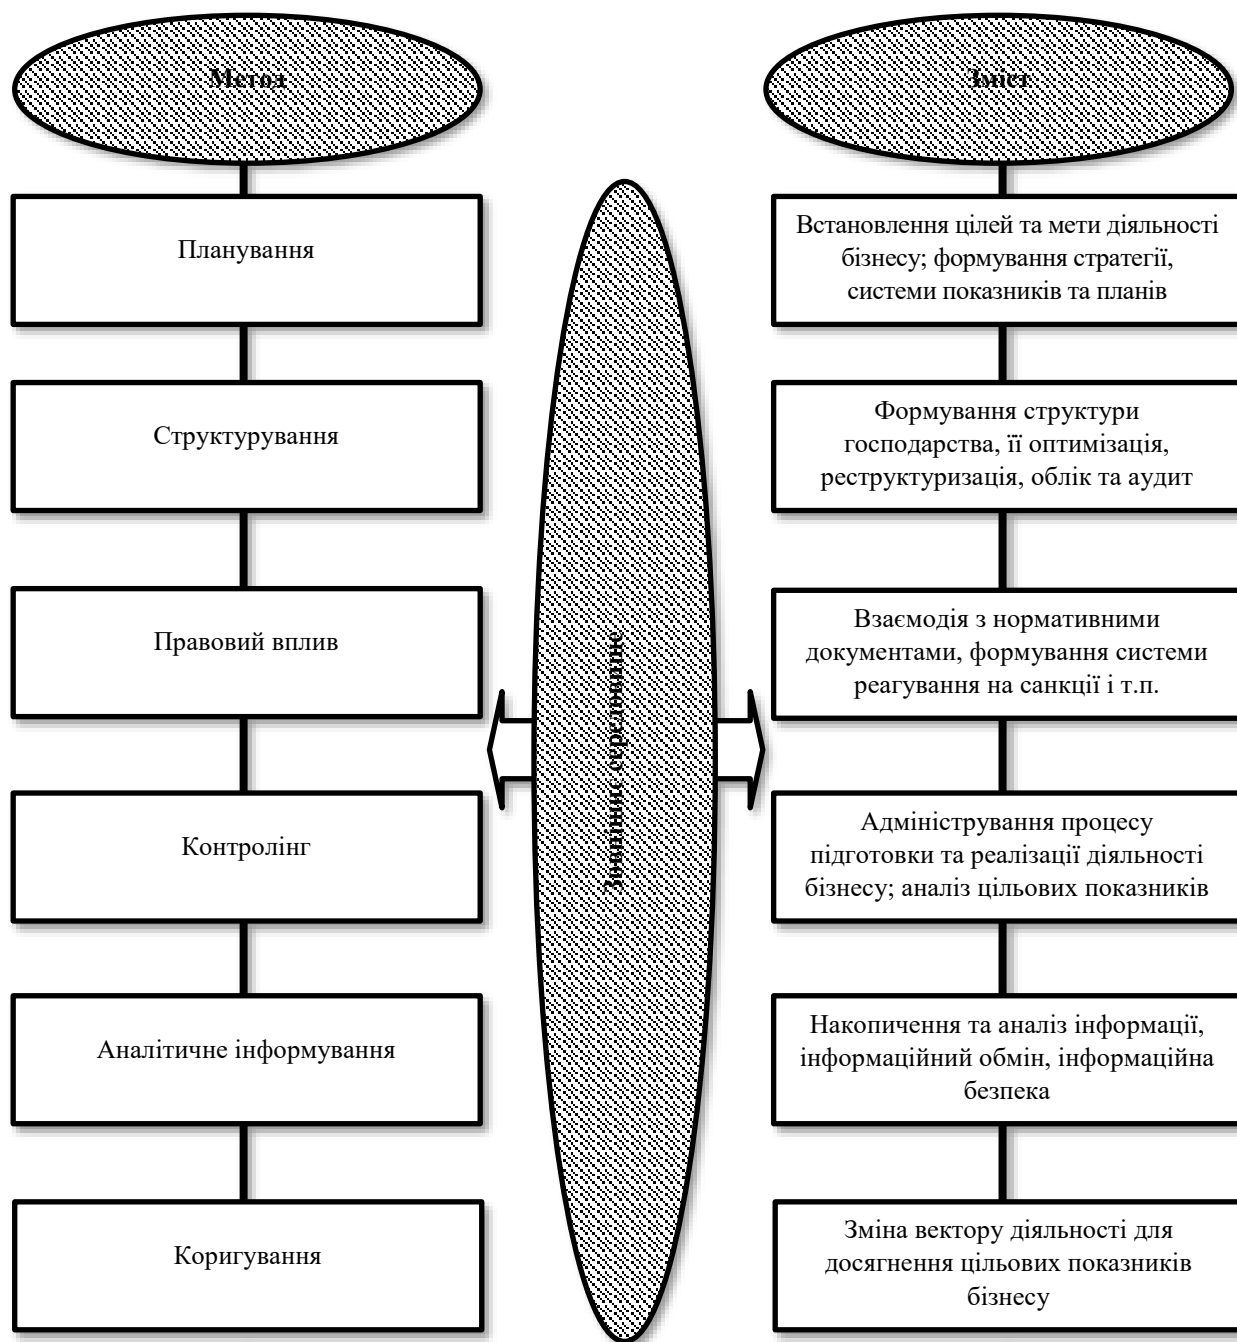 Метод
Зміст
Планування
Встановлення цілей та мети діяльності
бізнесу; формування стратегії,
системи показників та планів
Структурування
Формування структури
господарства, її оптимізація,
реструктуризація, облік та аудит
Правовий вплив
Взаємодія з нормативними
документами, формування системи
реагування на санкції і т.п.
Зовнішнє середовище
Контролінг
Адміністрування процесу
підготовки та реалізації діяльності
бізнесу; аналіз цільових показників
Аналітичне інформування
Накопичення та аналіз інформації,
інформаційний обмін, інформаційна
безпека
Коригування
Зміна вектору діяльності для
досягнення цільових показників
бізнесу